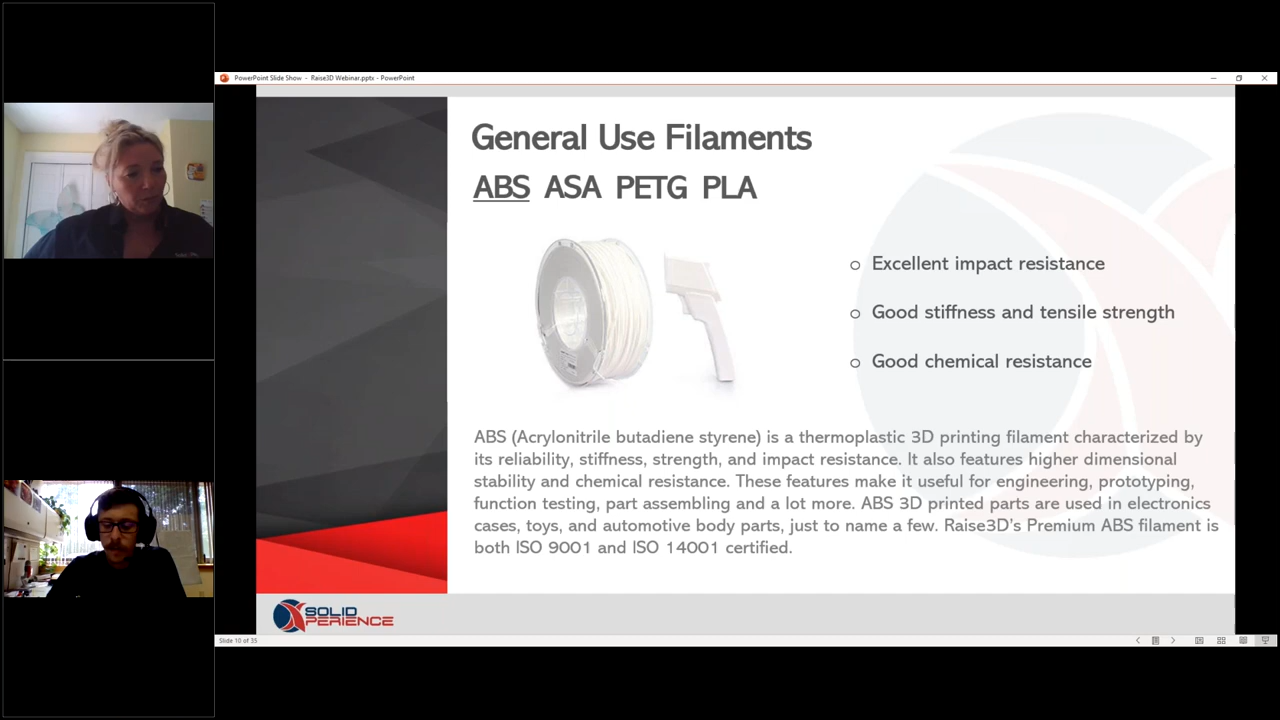 PowerPoint Slide Show - Raise3D Webinar.pptx - PowerPoint
General Use Filaments
ABS ASA PETG PLA
Excellent impact resistance
Good stiffness and tensile strength
Good chemical resistance
ABS (Acrylonitrile butadiene styrene) is a thermoplastic 3D printing filament characterized by
its reliability, stiffness, strength, and impact resistance. It also features higher dimensional
stability and chemical resistance. These features make it useful for engineering, prototyping,
function testing, part assembling and a lot more. ABS 3D printed parts are used in electronics
cases, toys, and automotive body parts, just to name a few. Raise3D's Premium ABS filament is
both ISO 9001 and ISO 14001 certified.
SOLID
XPERIENCE
Slide 10 of 35